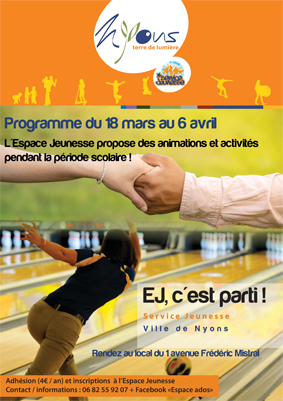 nyons
terre de lumière
espace
Jeunesse
Programme du 18 mars au 6 avril
L'Espace Jeunesse propose des animations et activités
pendant la période scolaire !
EJ, c'est parti !
Service Jeunesse
Ville de Nyons
Rendez au local du 1 avenue Frédéric Mistral
Adhésion (4€ / an) et inscriptions à l'Espace Jeunesse
Contact / informations : 06 82 55 92 07 + Facebook «Espace ados»